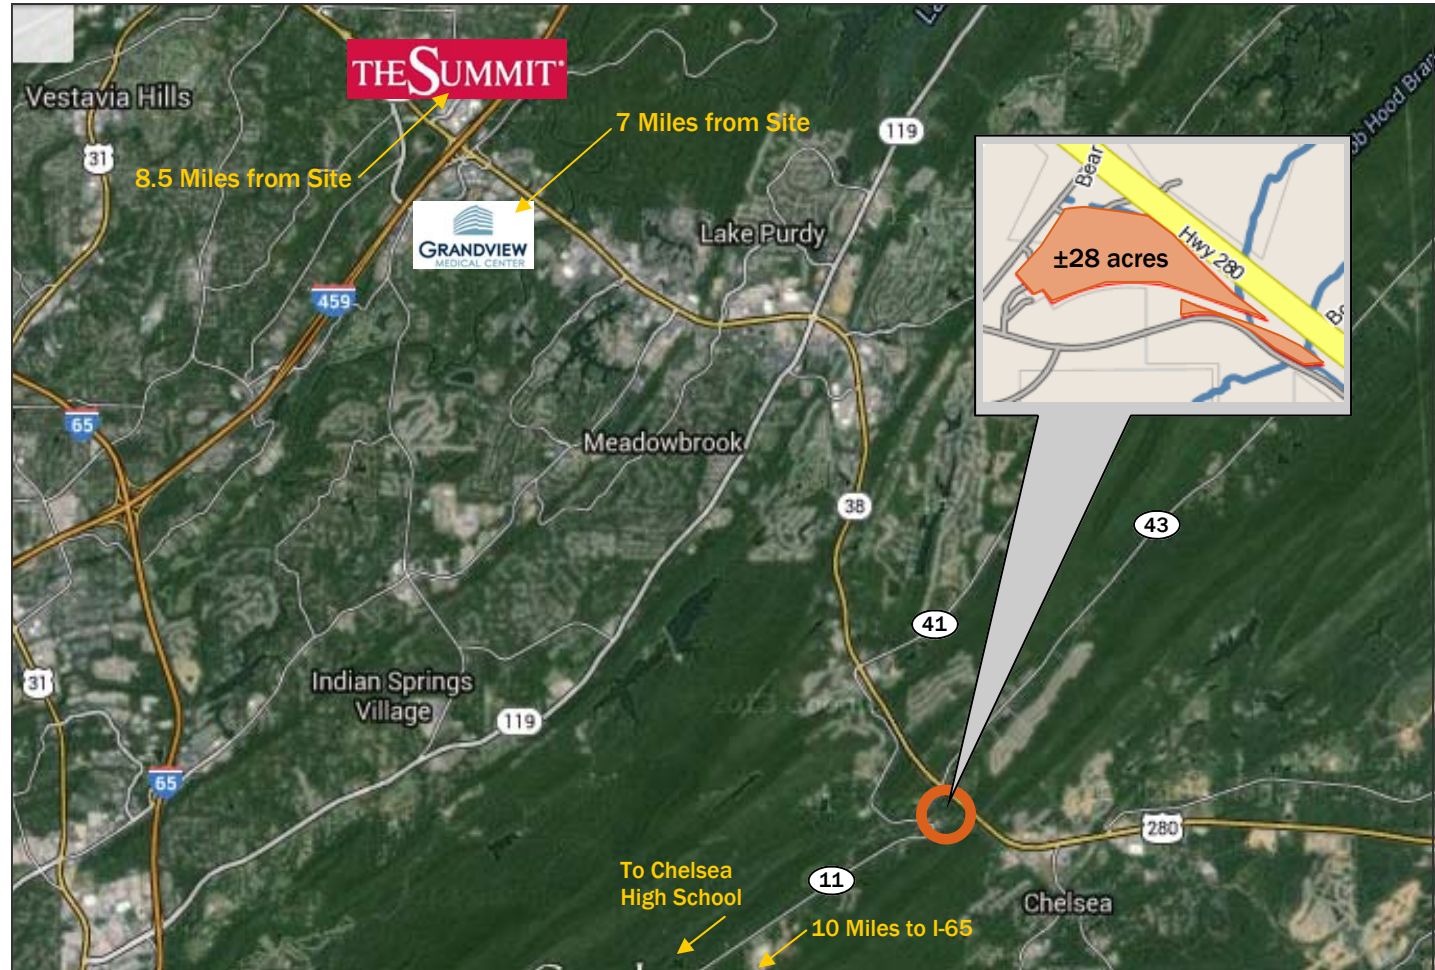 Vestavia Hills
31
THE SUMMIT
8.5 Miles from Site
7 Miles from Site
119
GRANDVIEW
MEDICAL CENTER
Lake Purdy
459
65
Meadowbrook
38
Bear
Hwy 280
±28 acres
43
41
31
Indian Springs
Village
119
65
280
To Chelsea
High School
11
Chelsea
10 Miles to I-65